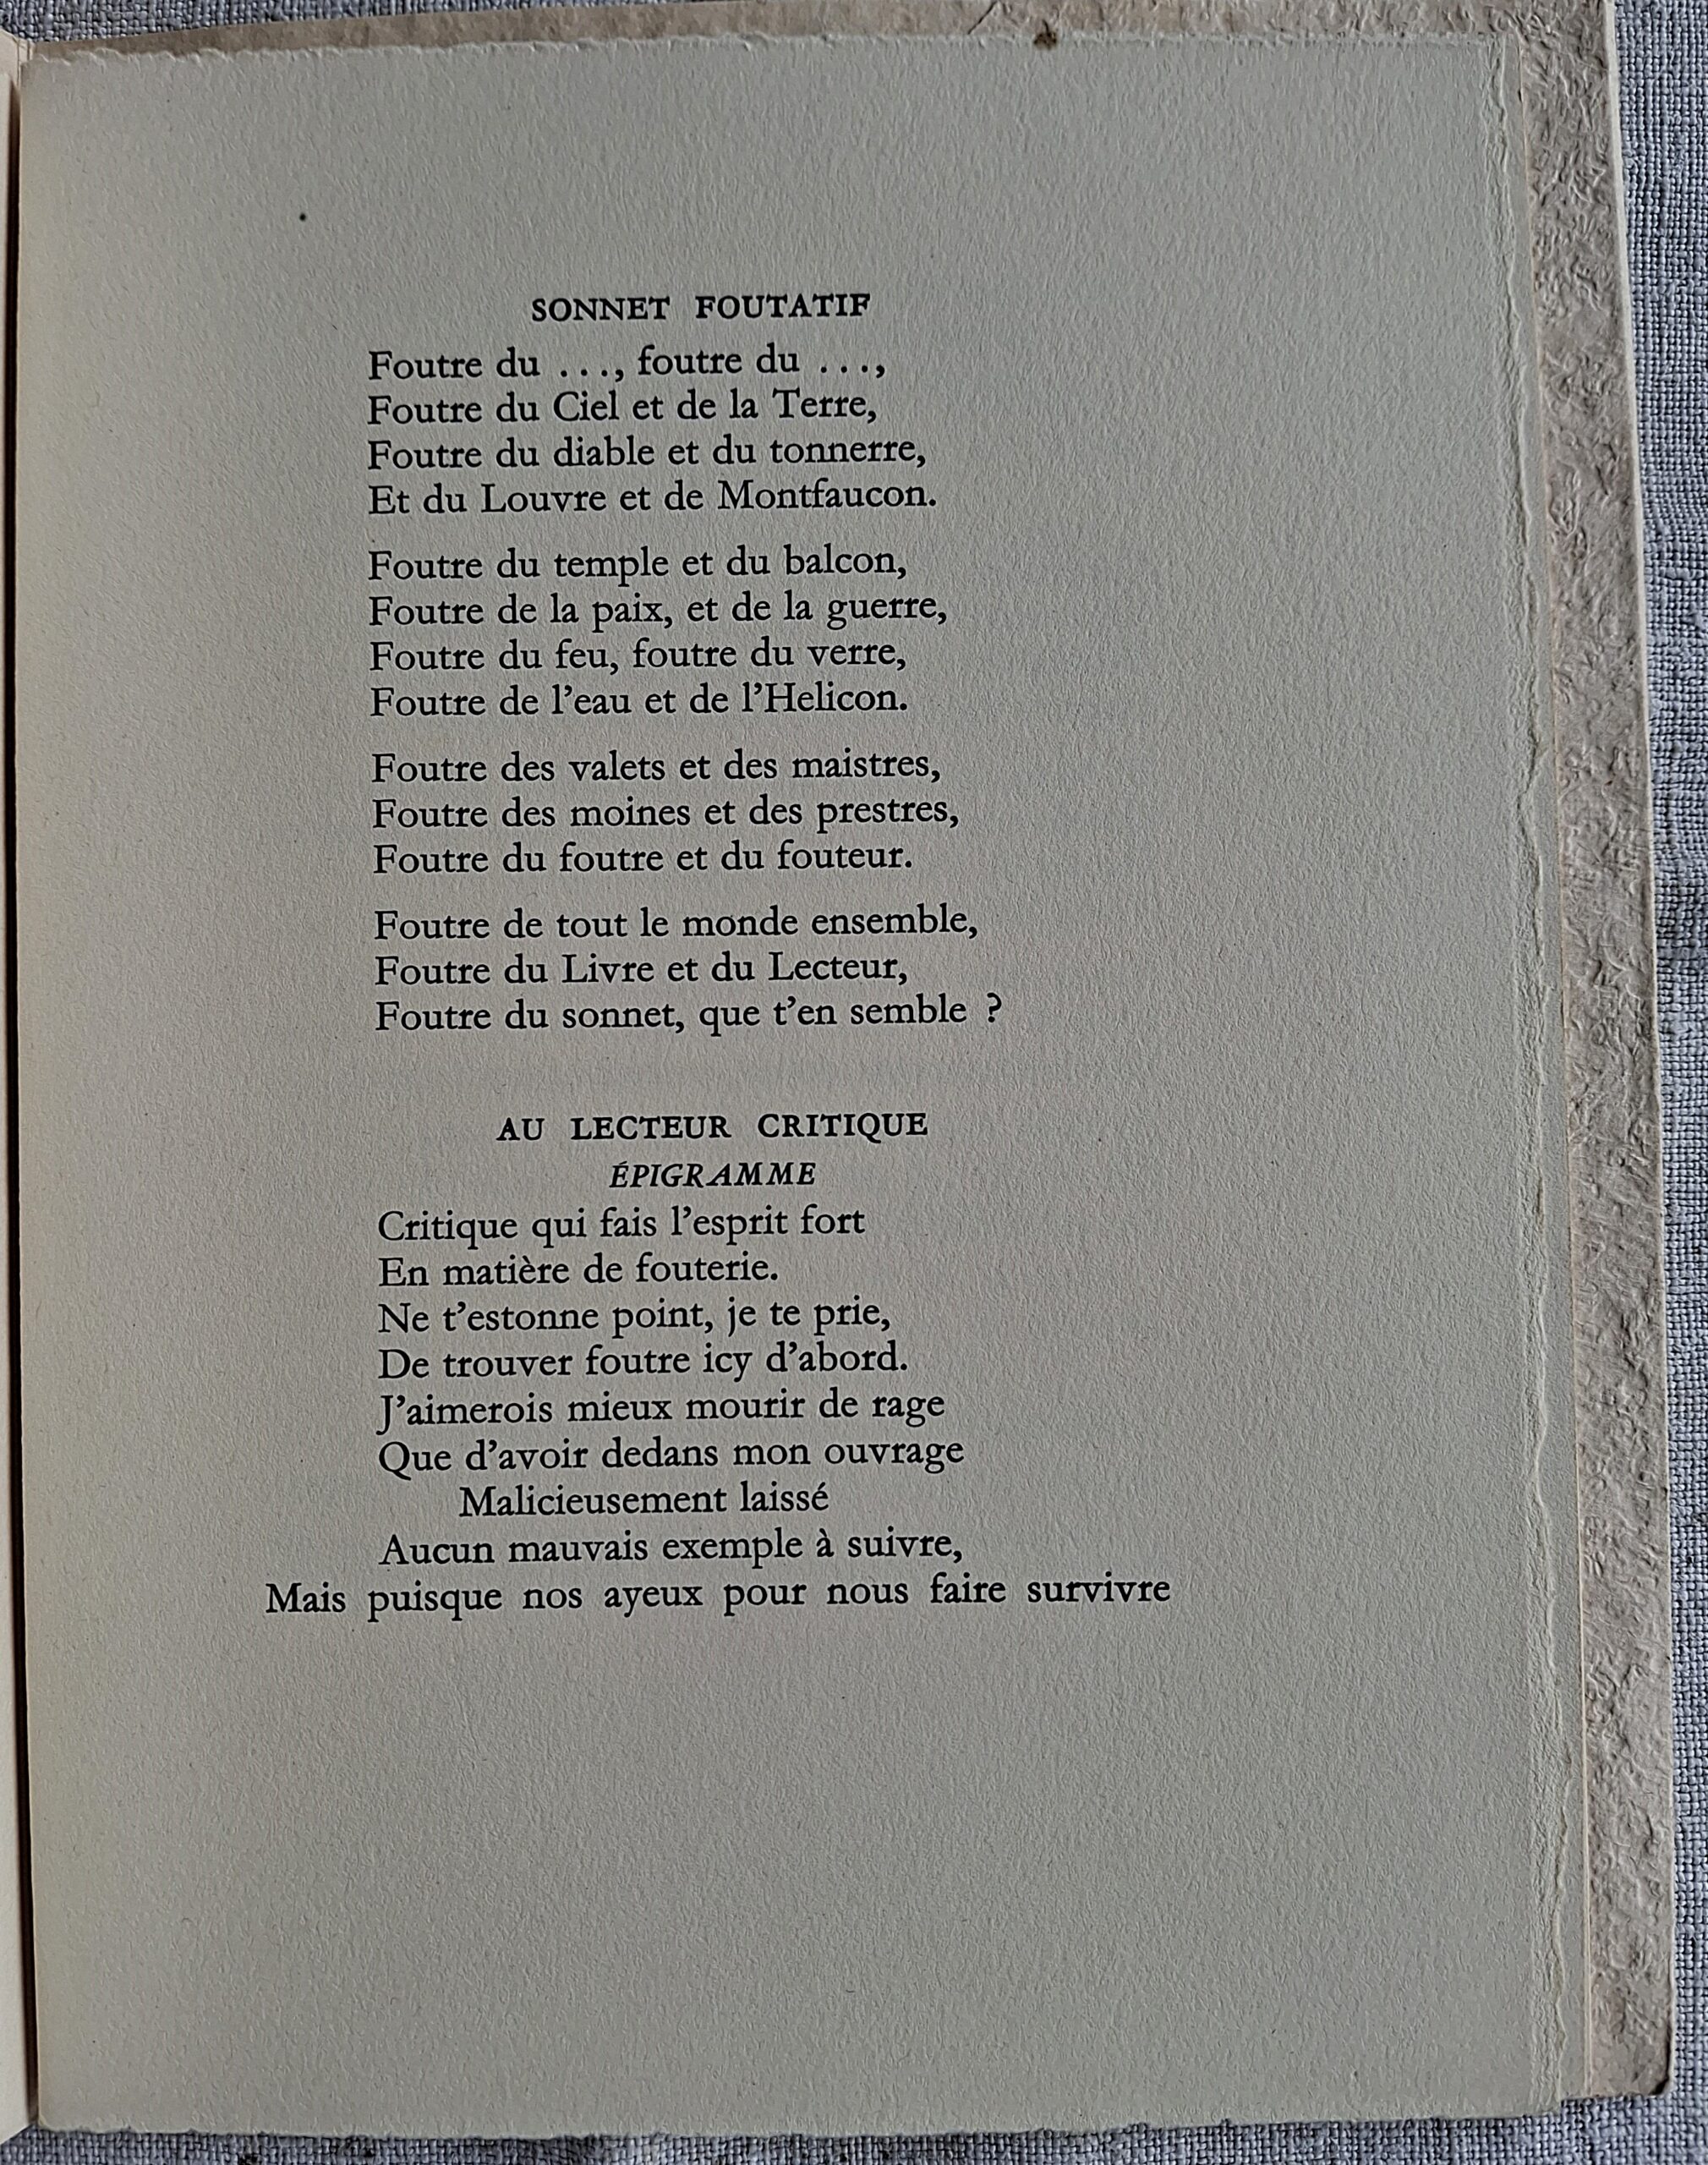 SONNET FOUTATIF
Foutre du ..., foutre du ...,
Foutre du Ciel et de la Terre,
Foutre du diable et du tonnerre,
Et du Louvre et de Montfaucon.
Foutre du temple et du balcon,
Foutre de la paix, et de la guerre,
Foutre du feu, foutre du verre,
Foutre de l'eau et de l'Helicon.
Foutre des valets et des maistres,
Foutre des moines et des prestres,
Foutre du foutre et du fouteur.
Foutre de tout le monde ensemble,
Foutre du Livre et du Lecteur,
Foutre du sonnet, que t'en semble ?
AU LECTEUR CRITIQUE
ÉPIGRAMME
Critique qui fais l'esprit fort
En matière de fouterie.
Ne t'estonne point, je te prie,
De trouver foutre icy d'abord.
J'aimerois mieux mourir de rage
Que d'avoir dedans mon ouvrage
Malicieusement laissé
Aucun mauvais exemple à suivre,
Mais puisque nos ayeux pour nous faire survivre